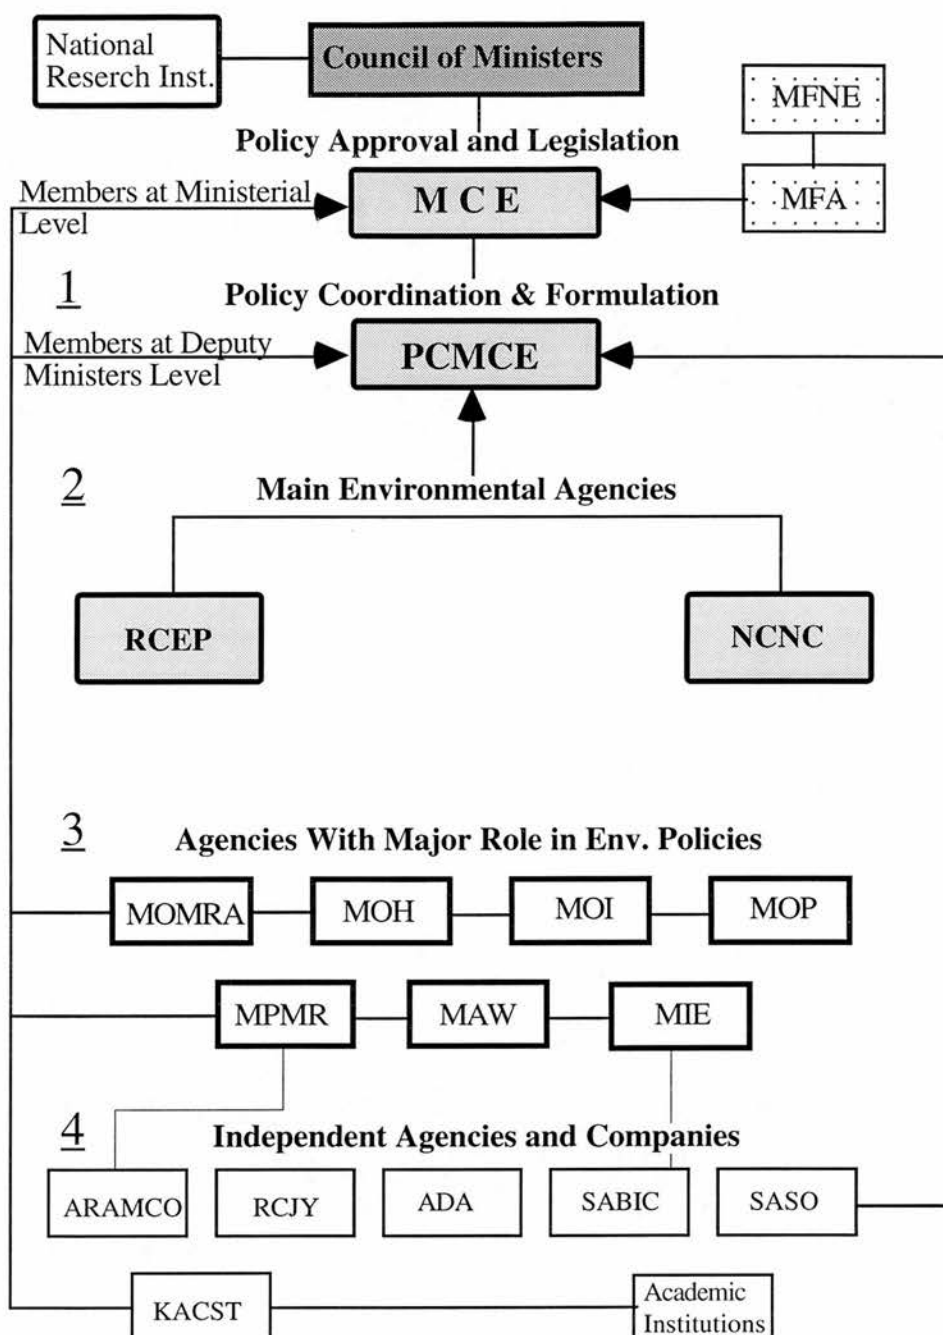 National
Reserch Inst.
Council of Ministers
MFNE
Policy Approval and Legislation
Members at Ministerial
Level
M C E
MFA
1
Policy Coordination & Formulation
Members at Deputy
Ministers Level
PCMCE
2
Main Environmental Agencies
RCEP
NCNC
3
Agencies With Major Role in Env. Policies
MOMRA
MOH
MOI
MOP
MPMR
MAW
MIE
4
Independent Agencies and Companies
ARAMCO
RCJY
ADA
SABIC
SASO
KACST
Academic
Institutions